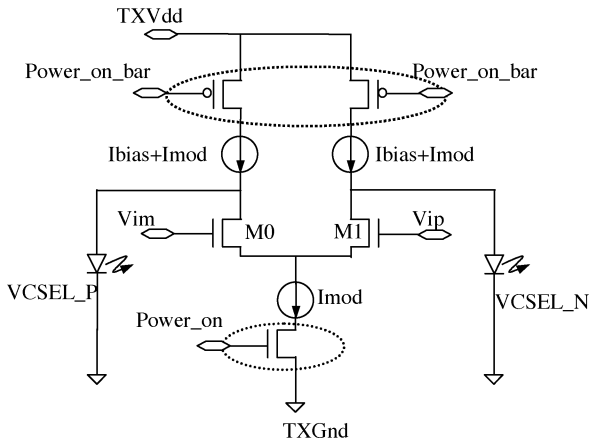 TXVdd
Power_on_bar
Power_on_bar
Ibias+Imod
Ibias+Imod
Vim
M0
M1
Vip
VCSEL_P
Imod
VCSEL_N
Power_on
TXGnd